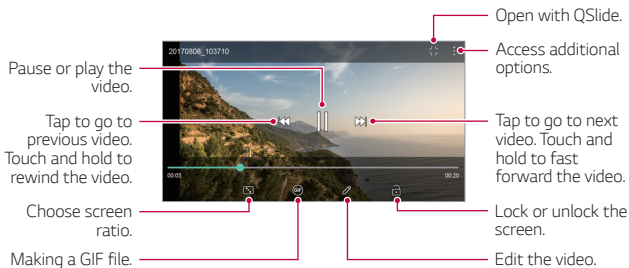 Open with QSlide.
20170808_103710
Access additional
options.
Pause or play the
video.
Tap to go to
previous video.
Touch and hold to
rewind the video.
Tap to go to next
video. Touch and
hold to fast
forward the video.
00:05
00:20
GIF
Choose screen
ratio.
Lock or unlock the
screen.
Making a GIF file.
Edit the video.